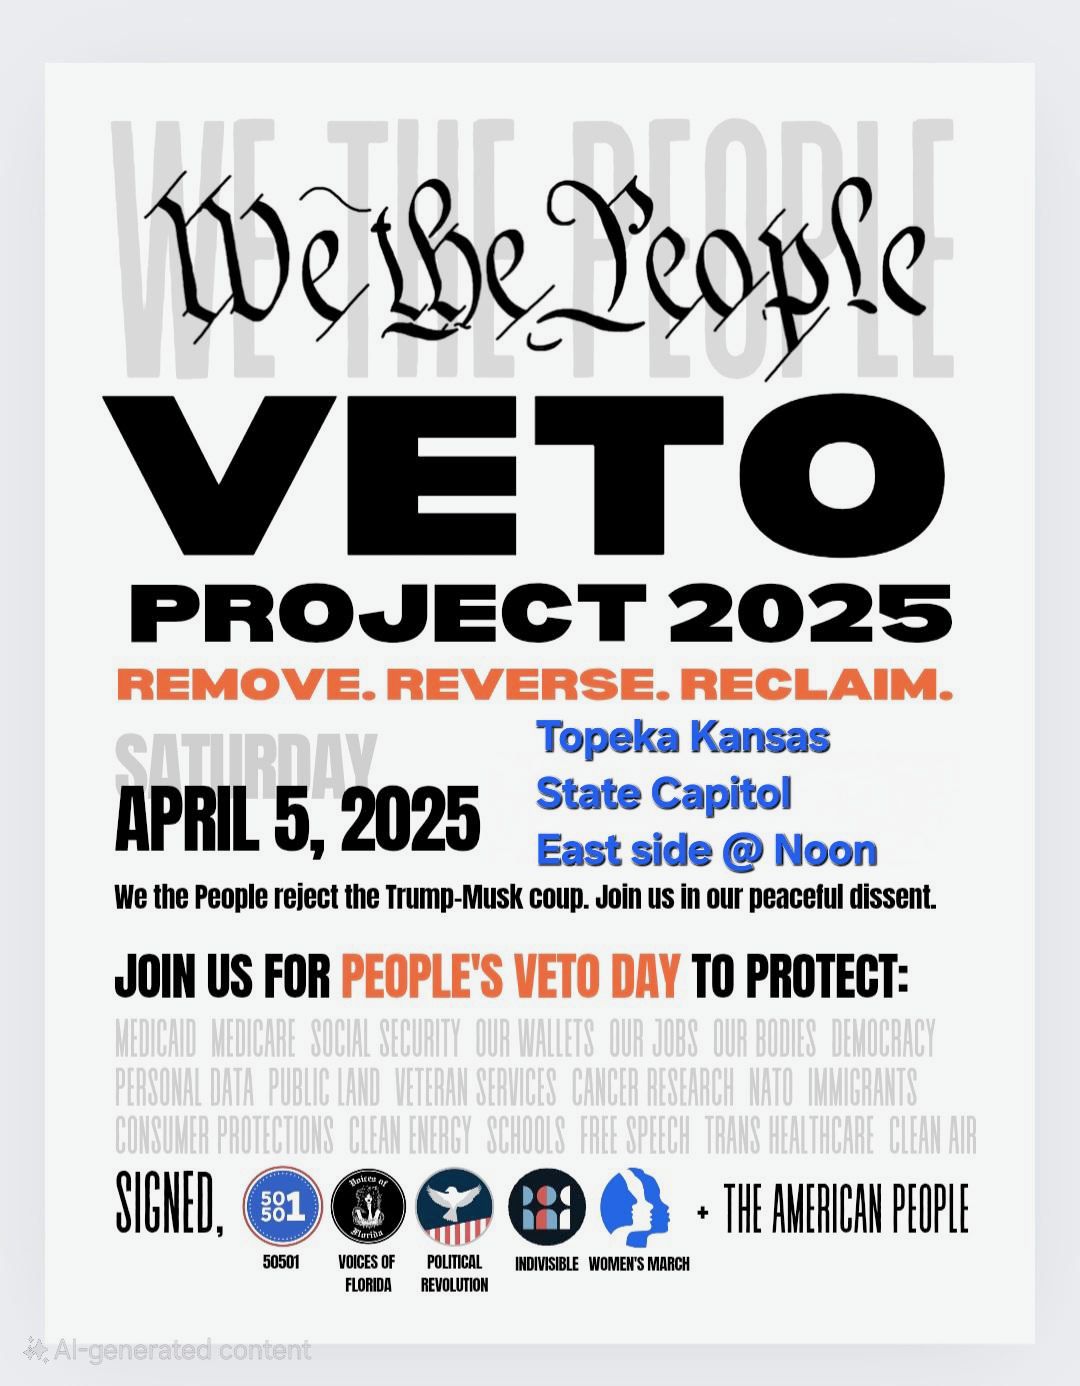 WE THE PEOPLE
We the People
VETO
PROJECT 2025
REMOVE. REVERSE. RECLAIM.
SATURDAY
APRIL 5, 2025
Topeka Kansas
State Capitol
East side @ Noon
We the People reject the Trump-Musk coup. Join us in our peaceful dissent.
JOIN US FOR PEOPLE'S VETO DAY TO PROTECT:
MEDICAID MEDICARE SOCIAL SECURITY OUR WALLETS OUR JOBS OUR BODIES DEMOCRACY
PERSONAL DATA PUBLIC LAND VETERAN SERVICES CANCER RESEARCH NATO IMMIGRANTS
CONSUMER PROTECTIONS CLEAN ENERGY SCHOOLS FREE SPEECH TRANS HEALTHCARE CLEAN AIR
SIGNED,
50
50
1
Voices of
Florida
+ THE AMERICAN PEOPLE
50501
VOICES OF
FLORIDA
POLITICAL
REVOLUTION
INDIVISIBLE
WOMEN'S MARCH
AI-generated content